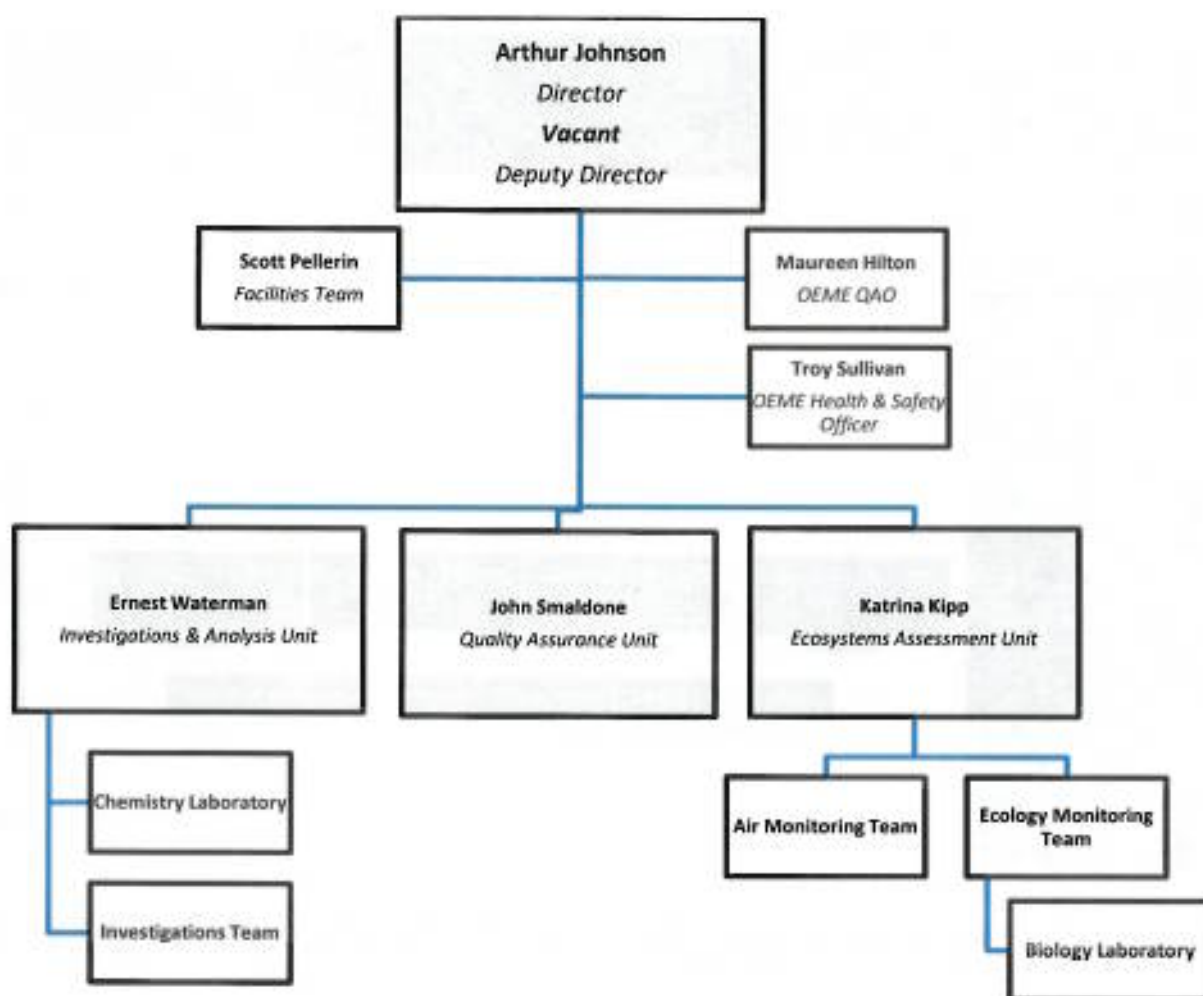 Arthur Johnson
Director
Vacant
Deputy Director
Scott Pellerin
Facilities Team
Maureen Hilton
OEME QAO
Troy Sullivan
OEME Health & Safety
Officer
Ernest Waterman
Investigations & Analysis Unit
John Smaldone
Quality Assurance Unit
Katrina Kipp
Ecosystems Assessment Unit
Chemistry Laboratory
Investigations Team
Air Monitoring Team
Ecology Monitoring
Team
Biology Laboratory